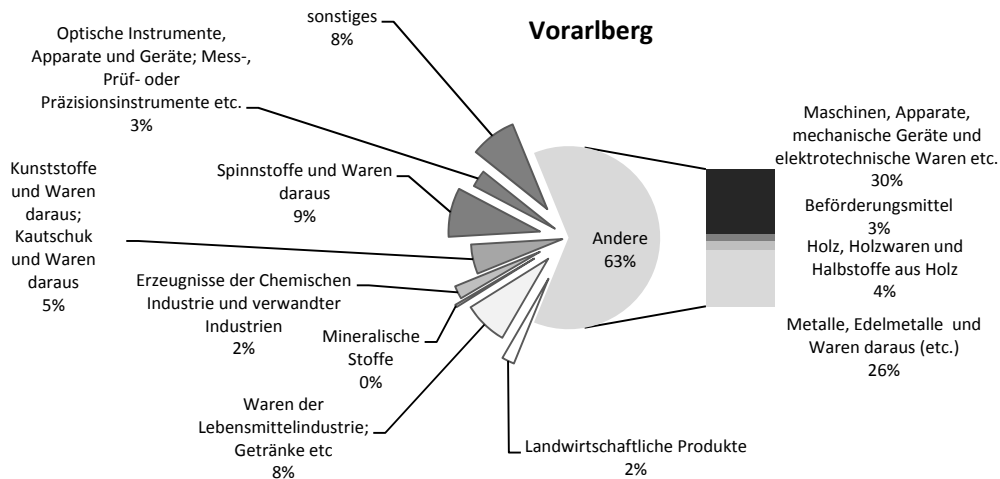 Vorarlberg
sonstiges
8%
Optische Instrumente,
Apparate und Geräte; Mess-,
Prüf- oder
Präzisionsinstrumente etc.
3%
Spinnstoffe und Waren
daraus
9%
Kunststoffe
und Waren
daraus;
Kautschuk
und Waren
daraus
5%
Erzeugnisse der Chemischen
Industrie und verwandter
Industrien
2%
Mineralische
Stoffe
0%
Waren der
Lebensmittelindustrie;
Getränke etc
8%
Landwirtschaftliche Produkte
2%
Andere
63%
Maschinen, Apparate,
mechanische Geräte und
elektrotechnische Waren etc.
30%
Beförderungsmittel
3%
Holz, Holzwaren und
Halbstoffe aus Holz
4%
Metalle, Edelmetalle und
Waren daraus (etc.)
26%